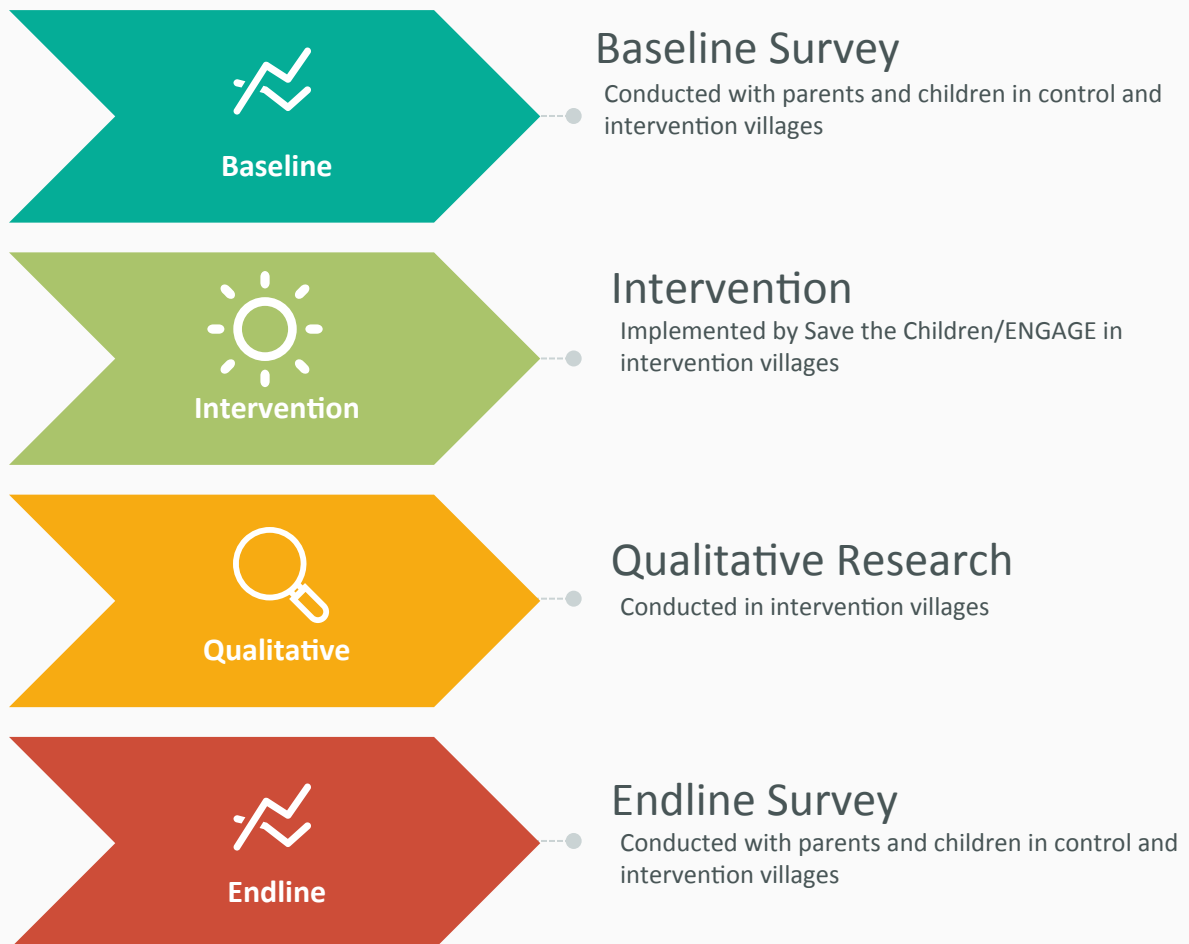 Baseline
Baseline Survey
Conducted with parents and children in control and
intervention villages
Intervention
Intervention
Implemented by Save the Children/ENGAGE in
intervention villages
Qualitative
Qualitative Research
Conducted in intervention villages
Endline
Endline Survey
Conducted with parents and children in control and
intervention villages